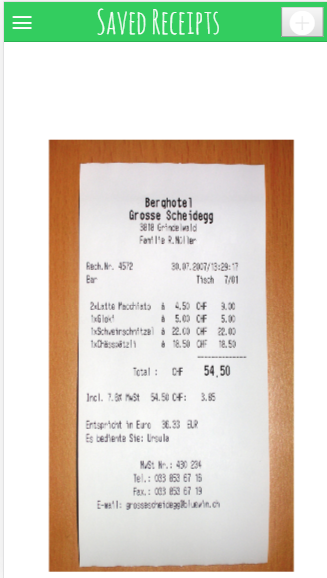 Saved Receipts
Berghotel
Grosse Scheidegg
3818 Grindelwald
Familie R.Müller
Rech.Nr. 4572 30.07.2007/13:29:17
Bar Tisch 7/01
2xLatte Macchiato à 4.50 CHF 9.00
1xGloki à 5.00 CHF 5.00
1xSchweinschnitzel à 22.00 CHF 22.00
1xChässpätzli à 18.50 CHF 18.50
Total : CHF 54.50
Incl. 7.6% MwSt 54.50 CHF: 3.85
Entspricht in Euro 36.33 EUR
Es bediente Sie: Ursula
MwSt Nr.: 430 234
Tel.: 033 853 67 16
Fax.: 033 853 67 19
E-mail: grossescheidegg@bluewin.ch